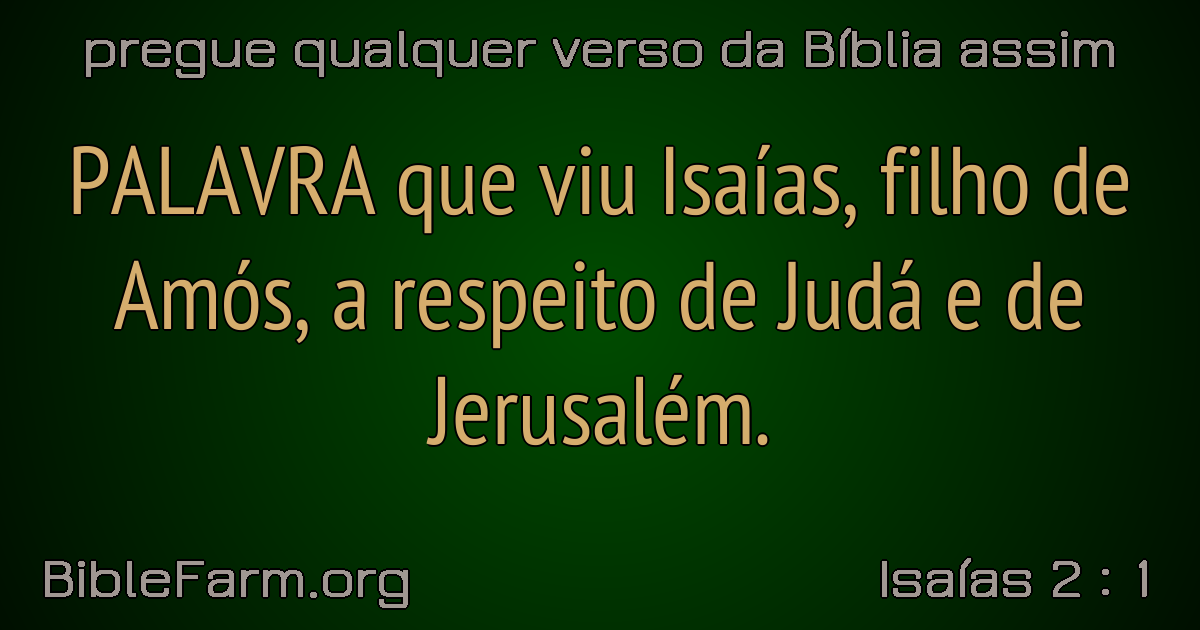 pregue qualquer verso da Bíblia assim
PALAVRA que viu Isaías, filho de
Amós, a respeito de Judá e de
Jerusalém.
BibleFarm.org
Isaías 2 : 1